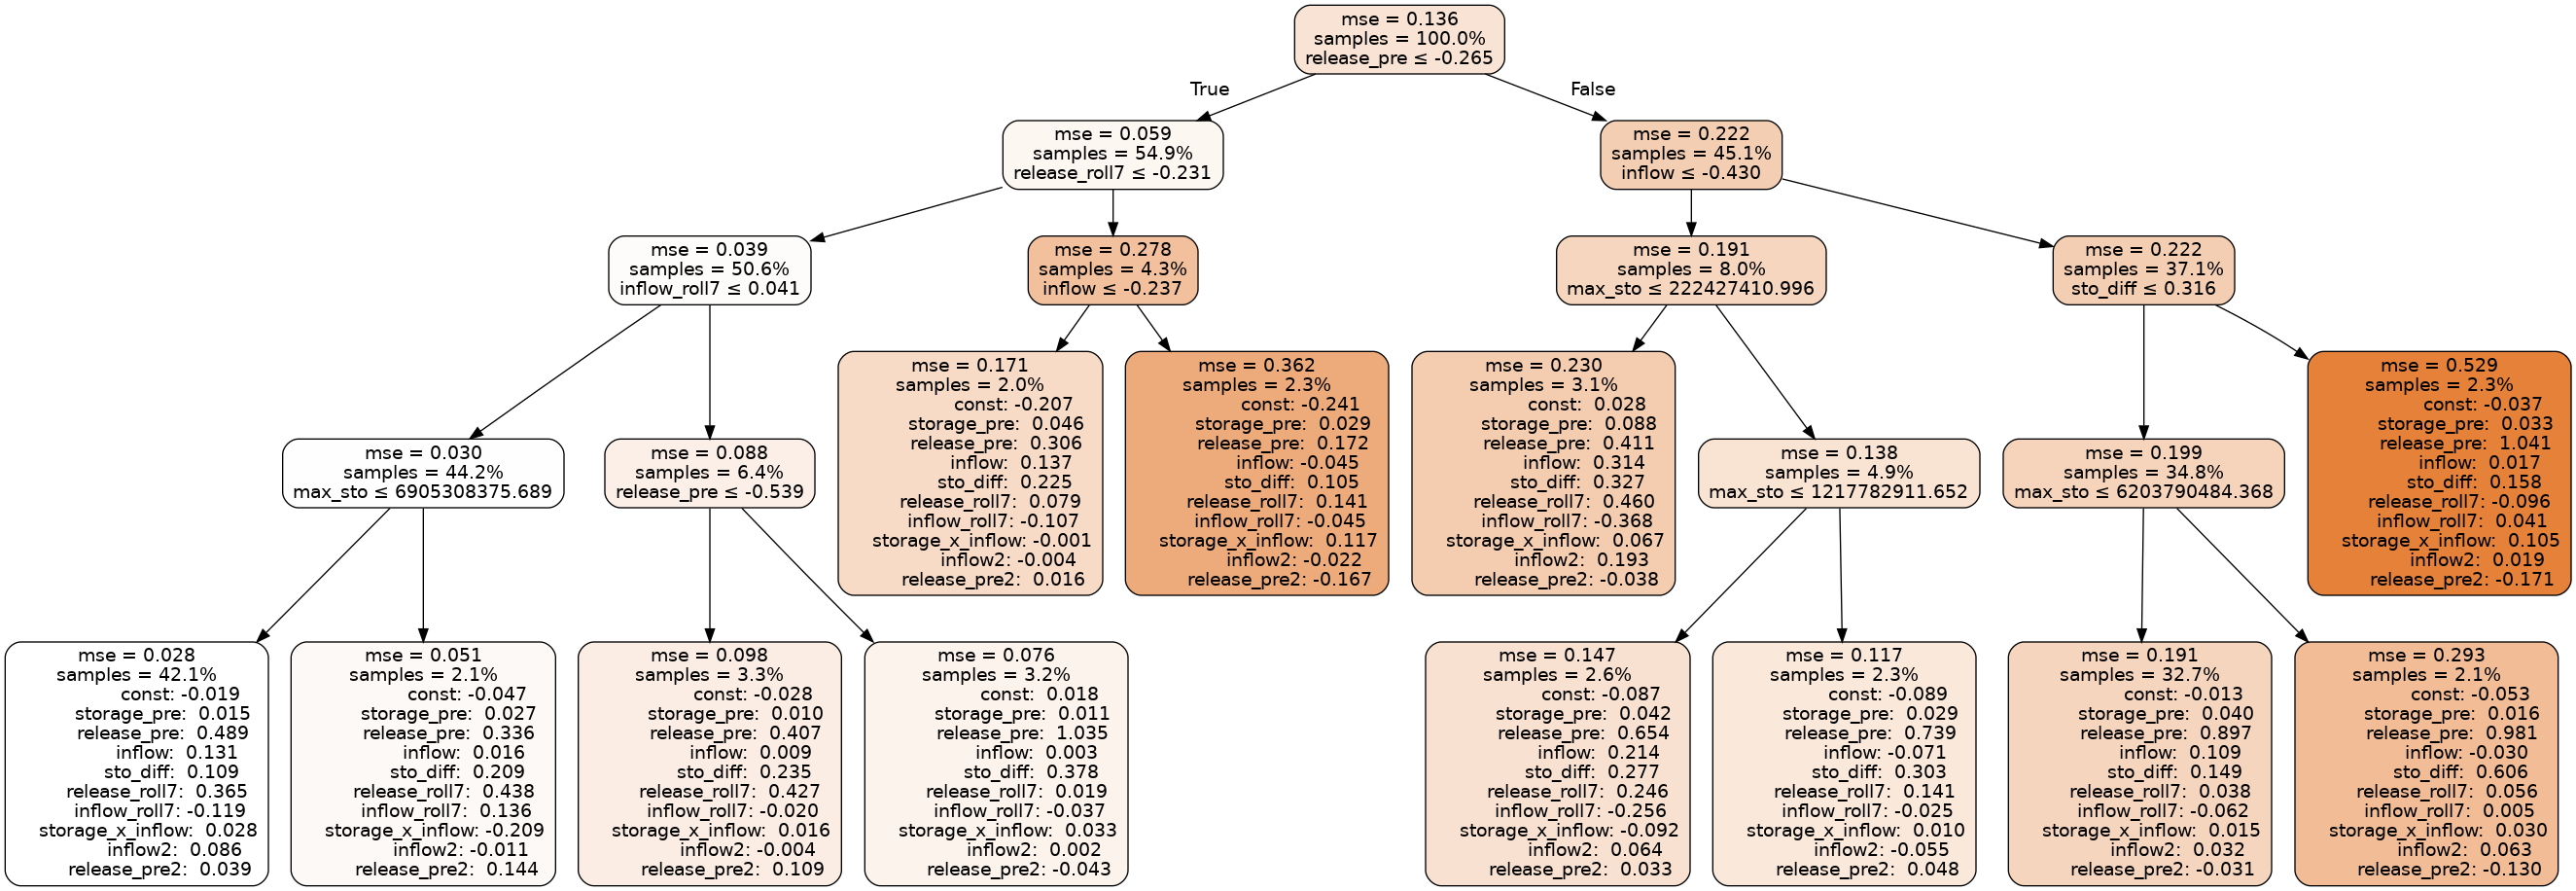 mse = 0.136
samples = 100.0%
release_pre ≤ -0.265
True
False
mse = 0.059
samples = 54.9%
release_roll7 ≤ -0.231
mse = 0.222
samples = 45.1%
inflow ≤ -0.430
mse = 0.039
samples = 50.6%
inflow_roll7 ≤ 0.041
mse = 0.278
samples = 4.3%
inflow ≤ -0.237
mse = 0.191
samples = 8.0%
max_sto ≤ 222427410.996
mse = 0.222
samples = 37.1%
sto_diff ≤ 0.316
mse = 0.171
samples = 2.0%
const: -0.207
storage_pre: 0.046
release_pre: 0.306
inflow: 0.137
sto_diff: 0.225
release_roll7: 0.079
inflow_roll7: -0.107
storage_x_inflow: -0.001
inflow2: -0.004
release_pre2: 0.016
mse = 0.362
samples = 2.3%
const: -0.241
storage_pre: 0.029
release_pre: 0.172
inflow: -0.045
sto_diff: 0.105
release_roll7: 0.141
inflow_roll7: -0.045
storage_x_inflow: 0.117
inflow2: -0.022
release_pre2: -0.167
mse = 0.230
samples = 3.1%
const: 0.028
storage_pre: 0.088
release_pre: 0.411
inflow: 0.314
sto_diff: 0.327
release_roll7: 0.460
inflow_roll7: -0.368
storage_x_inflow: 0.067
inflow2: 0.193
release_pre2: -0.038
mse = 0.529
samples = 2.3%
const: -0.037
storage_pre: 0.033
release_pre: 1.041
inflow: 0.017
sto_diff: 0.158
release_roll7: -0.096
inflow_roll7: 0.041
storage_x_inflow: 0.105
inflow2: 0.019
release_pre2: -0.171
mse = 0.030
samples = 44.2%
max_sto ≤ 6905308375.689
mse = 0.088
samples = 6.4%
release_pre ≤ -0.539
mse = 0.138
samples = 4.9%
max_sto ≤ 1217782911.652
mse = 0.199
samples = 34.8%
max_sto ≤ 6203790484.368
mse = 0.028
samples = 42.1%
const: -0.019
storage_pre: 0.015
release_pre: 0.489
inflow: 0.131
sto_diff: 0.109
release_roll7: 0.365
inflow_roll7: -0.119
storage_x_inflow: 0.028
inflow2: 0.086
release_pre2: 0.039
mse = 0.051
samples = 2.1%
const: -0.047
storage_pre: 0.027
release_pre: 0.336
inflow: 0.016
sto_diff: 0.209
release_roll7: 0.438
inflow_roll7: 0.136
storage_x_inflow: -0.209
inflow2: -0.011
release_pre2: 0.144
mse = 0.098
samples = 3.3%
const: -0.028
storage_pre: 0.010
release_pre: 0.407
inflow: 0.009
sto_diff: 0.235
release_roll7: 0.427
inflow_roll7: -0.020
storage_x_inflow: 0.016
inflow2: -0.004
release_pre2: 0.109
mse = 0.076
samples = 3.2%
const: 0.018
storage_pre: 0.011
release_pre: 1.035
inflow: 0.003
sto_diff: 0.378
release_roll7: 0.019
inflow_roll7: -0.037
storage_x_inflow: 0.033
inflow2: 0.002
release_pre2: -0.043
mse = 0.147
samples = 2.6%
const: -0.087
storage_pre: 0.042
release_pre: 0.654
inflow: 0.214
sto_diff: 0.277
release_roll7: 0.246
inflow_roll7: -0.256
storage_x_inflow: -0.092
inflow2: 0.064
release_pre2: 0.033
mse = 0.117
samples = 2.3%
const: -0.089
storage_pre: 0.029
release_pre: 0.739
inflow: -0.071
sto_diff: 0.303
release_roll7: 0.141
inflow_roll7: -0.025
storage_x_inflow: 0.010
inflow2: -0.055
release_pre2: 0.048
mse = 0.191
samples = 32.7%
const: -0.013
storage_pre: 0.040
release_pre: 0.897
inflow: 0.109
sto_diff: 0.149
release_roll7: 0.038
inflow_roll7: -0.062
storage_x_inflow: 0.015
inflow2: 0.032
release_pre2: -0.031
mse = 0.293
samples = 2.1%
const: -0.053
storage_pre: 0.016
release_pre: 0.981
inflow: -0.030
sto_diff: 0.606
release_roll7: 0.056
inflow_roll7: 0.005
storage_x_inflow: 0.030
inflow2: 0.063
release_pre2: -0.130